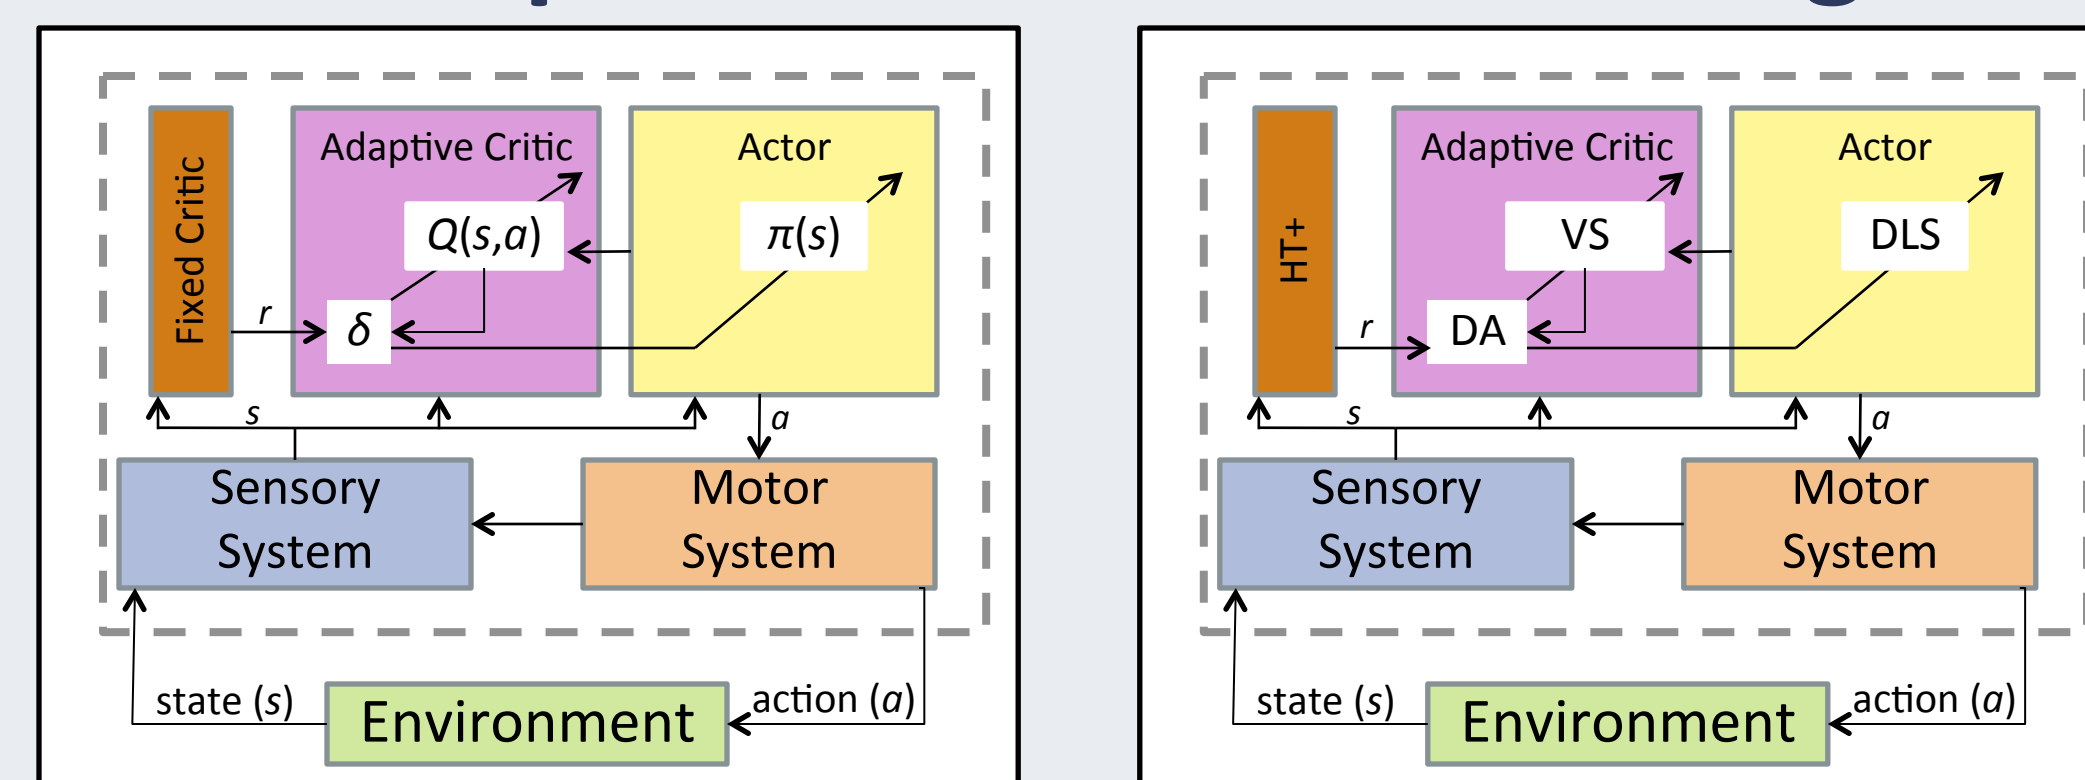 Fixed Critic
Adaptive Critic
Actor
Q(s,a)
π(s)
r
δ
s
a
Sensory
System
Motor
System
state (s)
Environment
action (a)
HT+
Adaptive Critic
Actor
VS
DLS
r
DA
s
a
Sensory
System
Motor
System
state (s)
Environment
action (a)